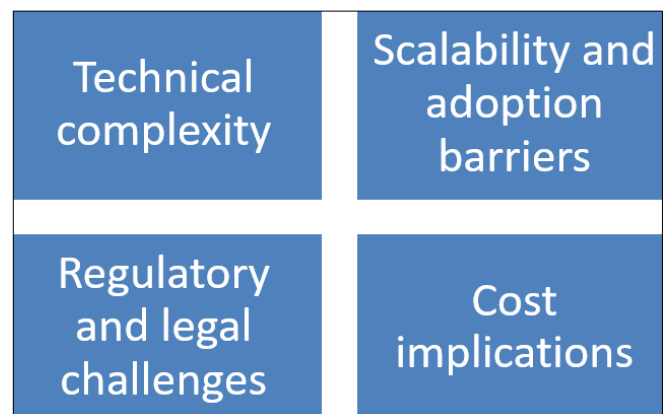 Technical
complexity
Scalability and
adoption
barriers
Regulatory
and legal
challenges
Cost
implications